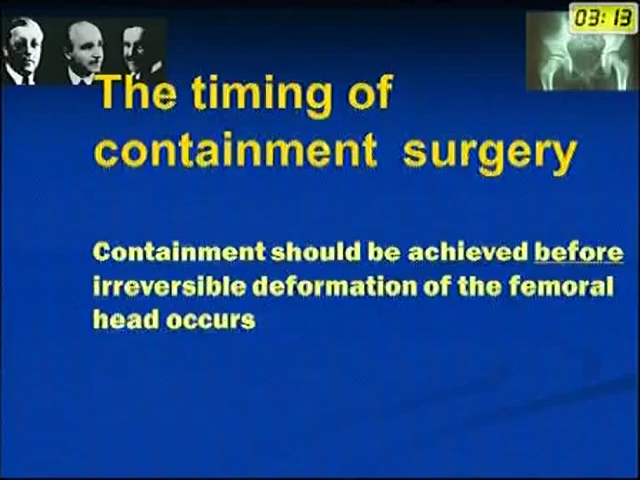 03:13
The timing of
containment surgery
Containment should be achieved before
irreversible deformation of the femoral
head occurs